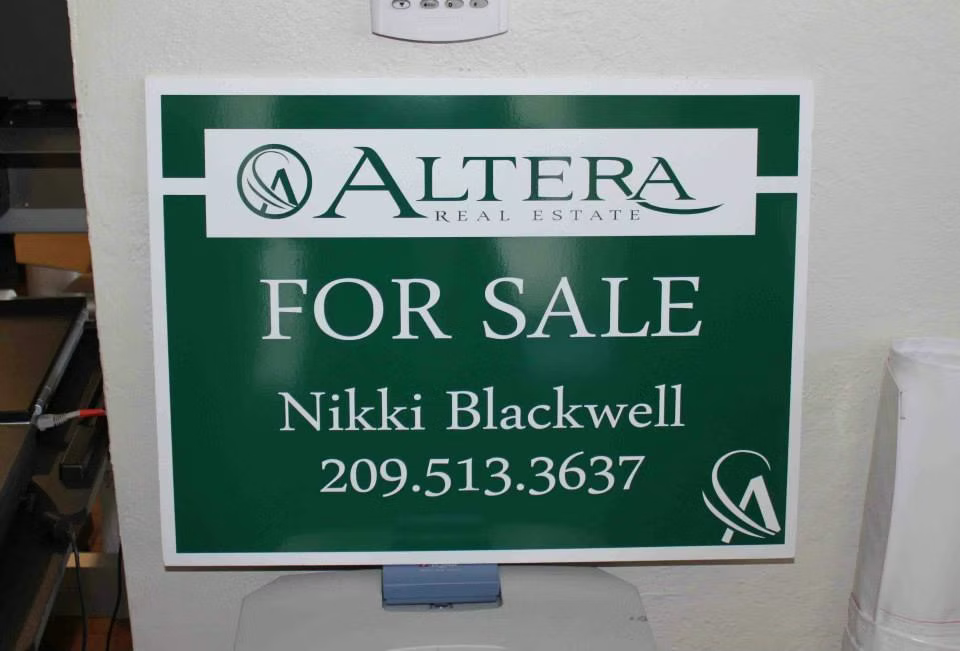 ALTERA
REAL ESTATE
FOR SALE
Nikki Blackwell
209.513.3637